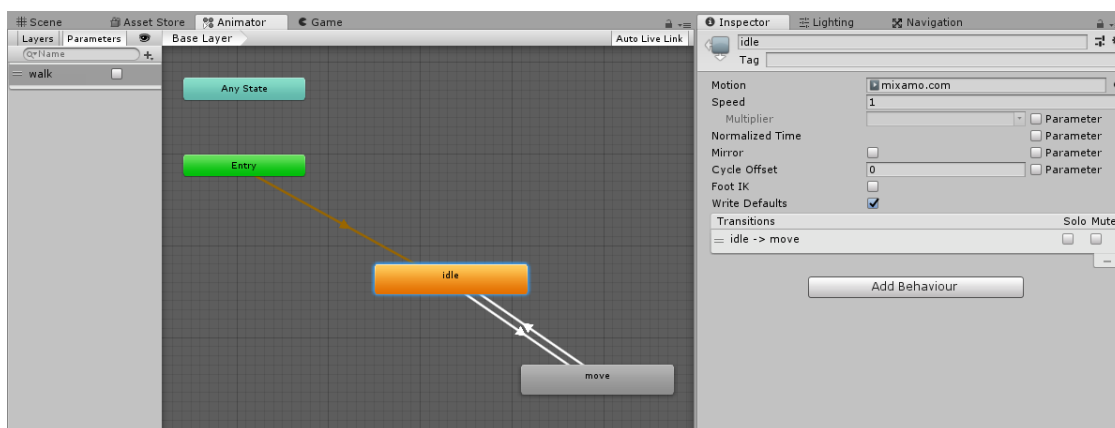 Scene Asset Store Animator Game
Layers Parameters Base Layer Auto Live Link
Name
walk
Any State
Entry
idle
move
Inspector Lighting Navigation
idle
Tag
Motion mixamo.com
Speed 1
Multiplier Parameter
Normalized Time Parameter
Mirror Parameter
Cycle Offset 0 Parameter
Foot IK
Write Defaults
Transitions Solo Mute
idle -> move
Add Behaviour